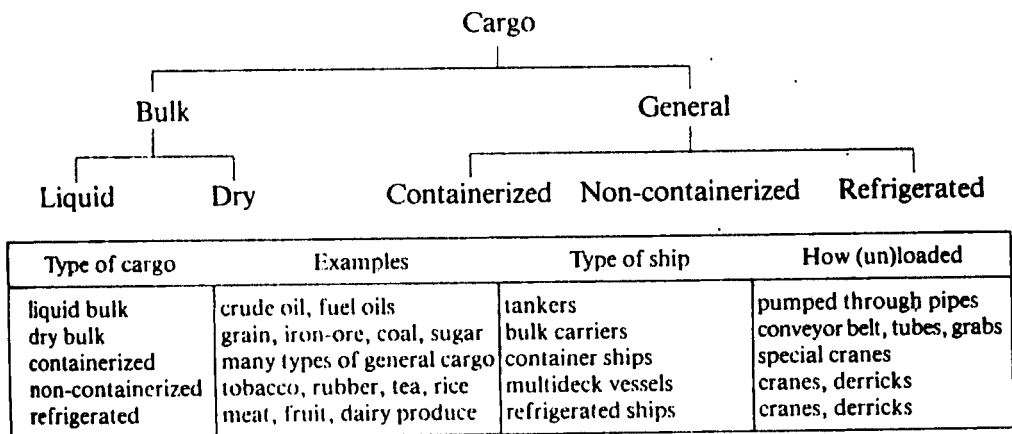 Cargo
Bulk General
Liquid Dry Containerized Non-containerized Refrigerated
Type of cargo Examples Type of ship How (un)loaded
liquid bulk crude oil, fuel oils tankers pumped through pipes
dry bulk grain, iron-ore, coal, sugar bulk carriers conveyor belt, tubes, grabs
containerized many types of general cargo container ships special cranes
non-containerized tobacco, rubber, tea, rice multideck vessels cranes, derricks
refrigerated meat, fruit, dairy produce refrigerated ships cranes, derricks